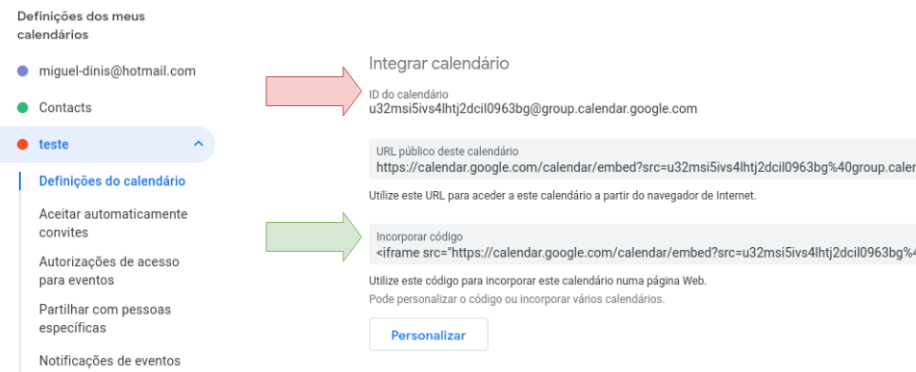 Definições dos meus
calendários
miguel-dinis@hotmail.com
Contacts
teste
Definições do calendário
Aceitar automaticamente
convites
Autorizações de acesso
para eventos
Partilhar com pessoas
específicas
Notificações de eventos
Integrar calendário
ID do calendário
u32msi5ivs4lhtj2dcil0963bg@group.calendar.google.com
URL público deste calendário
https://calendar.google.com/calendar/embed?src=u32msi5ivs4lhtj2dcil0963bg%40group.caler
Utilize este URL para aceder a este calendário a partir do navegador de Internet.
Incorporar código
<iframe src="https://calendar.google.com/calendar/embed?src=u32msi5ivs4lhtj2dcil0963bg%4
Utilize este código para incorporar este calendário numa página Web.
Pode personalizar o código ou incorporar vários calendários.
Personalizar